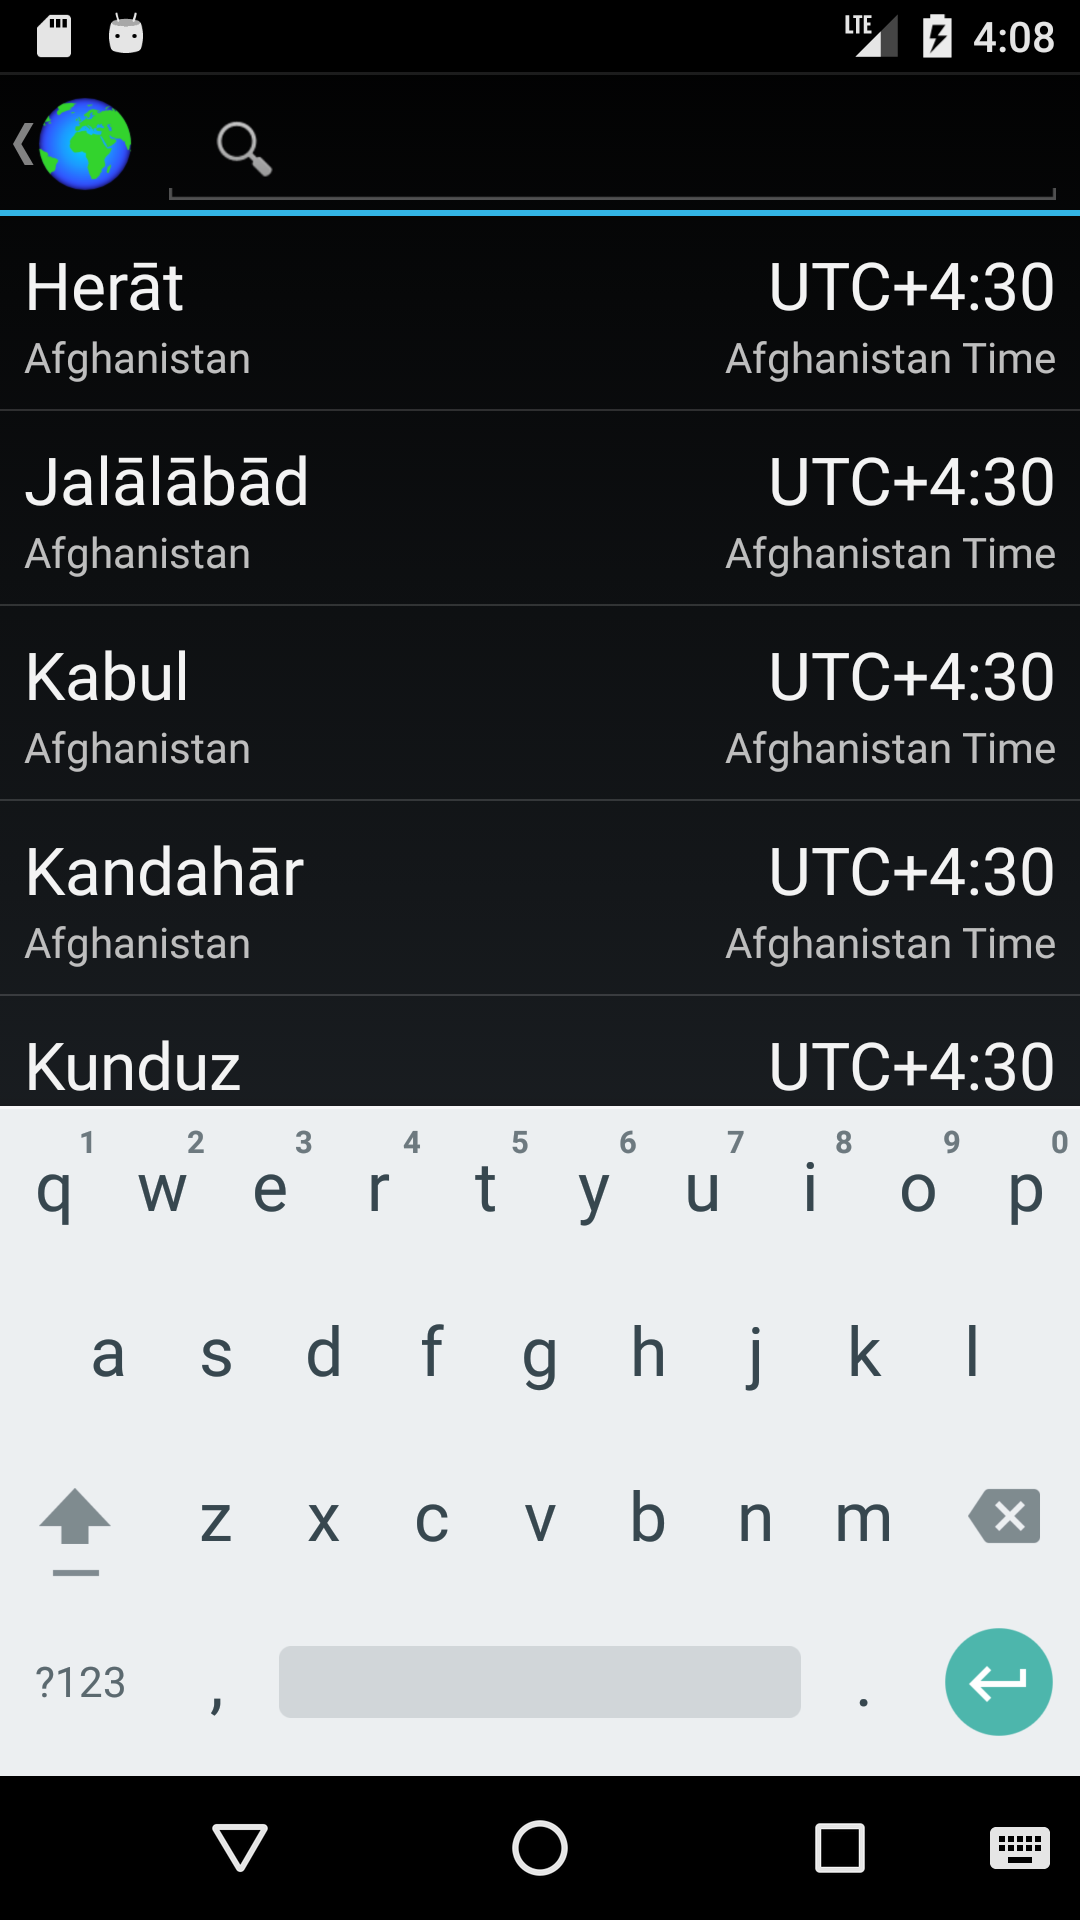 LTE 4:08
Herāt UTC+4:30
Afghanistan Afghanistan Time
Jalālābād UTC+4:30
Afghanistan Afghanistan Time
Kabul UTC+4:30
Afghanistan Afghanistan Time
Kandahār UTC+4:30
Afghanistan Afghanistan Time
Kunduz UTC+4:30
1 2 3 4 5 6 7 8 9 0
q w e r t y u i o p
a s d f g h j k l
z x c v b n m
?123 , .